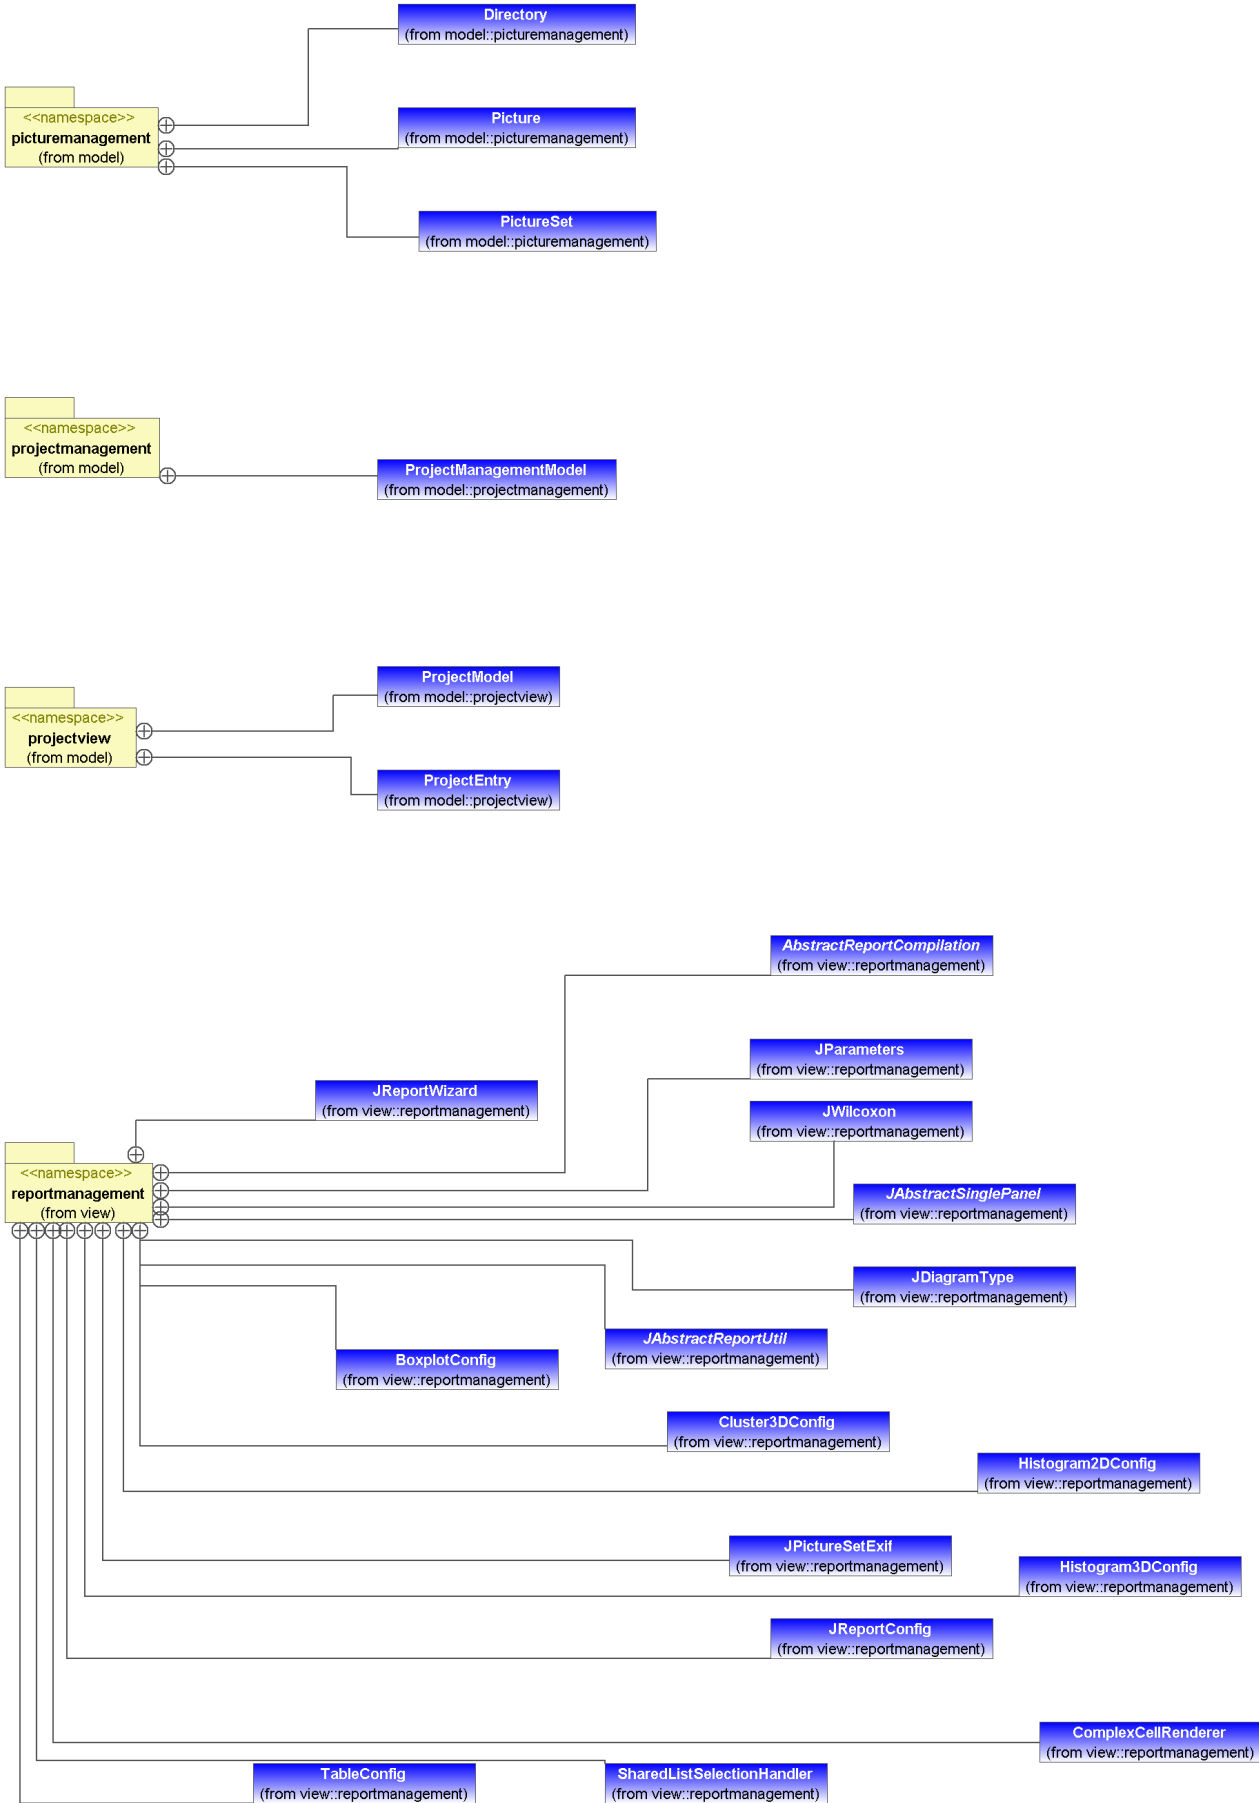 Directory
(from model::picturemanagement)
<<namespace>>
picturemanagement
(from model)
Picture
(from model::picturemanagement)
PictureSet
(from model::picturemanagement)
<<namespace>>
projectmanagement
(from model)
ProjectManagementModel
(from model::projectmanagement)
ProjectModel
(from model::projectview)
<<namespace>>
projectview
(from model)
ProjectEntry
(from model::projectview)
AbstractReportCompilation
(from view::reportmanagement)
JParameters
(from view::reportmanagement)
JReportWizard
(from view::reportmanagement)
JWilcoxon
(from view::reportmanagement)
<<namespace>>
reportmanagement
(from view)
JAbstractSinglePanel
(from view::reportmanagement)
JDiagramType
(from view::reportmanagement)
JAbstractReportUtil
(from view::reportmanagement)
BoxplotConfig
(from view::reportmanagement)
Cluster3DConfig
(from view::reportmanagement)
Histogram2DConfig
(from view::reportmanagement)
JPictureSetExif
(from view::reportmanagement)
Histogram3DConfig
(from view::reportmanagement)
JReportConfig
(from view::reportmanagement)
ComplexCellRenderer
(from view::reportmanagement)
TableConfig
(from view::reportmanagement)
SharedListSelectionHandler
(from view::reportmanagement)